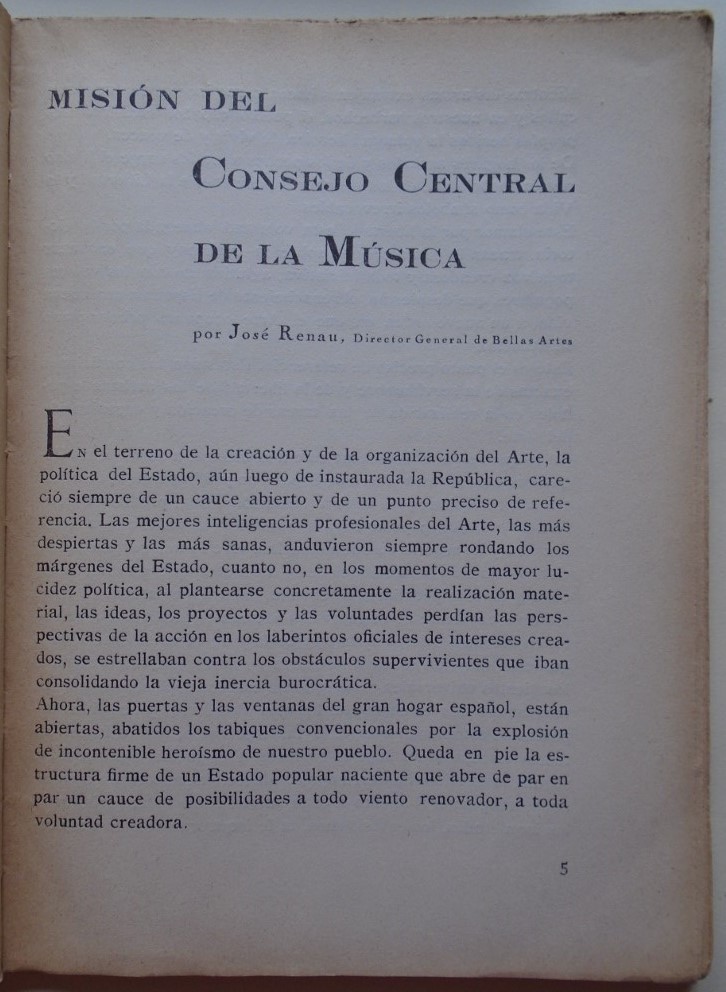 MISIÓN DEL
CONSEJO CENTRAL
DE LA MÚSICA
por José Renau, Director General de Bellas Artes
EN el terreno de la creación y de la organización del Arte, la
política del Estado, aún luego de instaurada la República, care-
ció siempre de un cauce abierto y de un punto preciso de refe-
rencia. Las mejores inteligencias profesionales del Arte, las más
despiertas y las más sanas, anduvieron siempre rondando los
márgenes del Estado, cuanto no, en los momentos de mayor lu-
cidez política, al plantearse concretamente la realización mate-
rial, las ideas, los proyectos y las voluntades perdían las pers-
pectivas de la acción en los laberintos oficiales de intereses crea-
dos, se estrellaban contra los obstáculos supervivientes que iban
consolidando la vieja inercia burocrática.
Ahora, las puertas y las ventanas del gran hogar español, están
abiertas, abatidos los tabiques convencionales por la explosión
de incontenible heroísmo de nuestro pueblo. Queda en pie la es-
tructura firme de un Estado popular naciente que abre de par en
par un cauce de posibilidades a todo viento renovador, a toda
voluntad creadora.
5